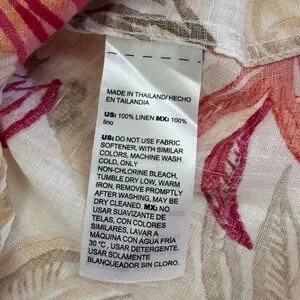 MADE IN THAILAND/ HECHO
EN TAILANDIA
US: 100% LINEN MX: 100%
lino
US: DO NOT USE FABRIC
SOFTENER, WITH SIMILAR
COLORS, MACHINE WASH
COLD, ONLY
NON-CHLORINE BLEACH,
TUMBLE DRY LOW, WARM
IRON, REMOVE PROMPTLY
AFTER WASHING, MAY BE
DRY CLEANED. MX: NO
USAR SUAVIZANTE DE
TELAS, CON COLORES
SIMILARES, LAVAR A
MÁQUINA CON AGUA FRÍA
30 °C , USAR DETERGENTE,
USAR SOLAMENTE
BLANQUEADOR SIN CLORO.